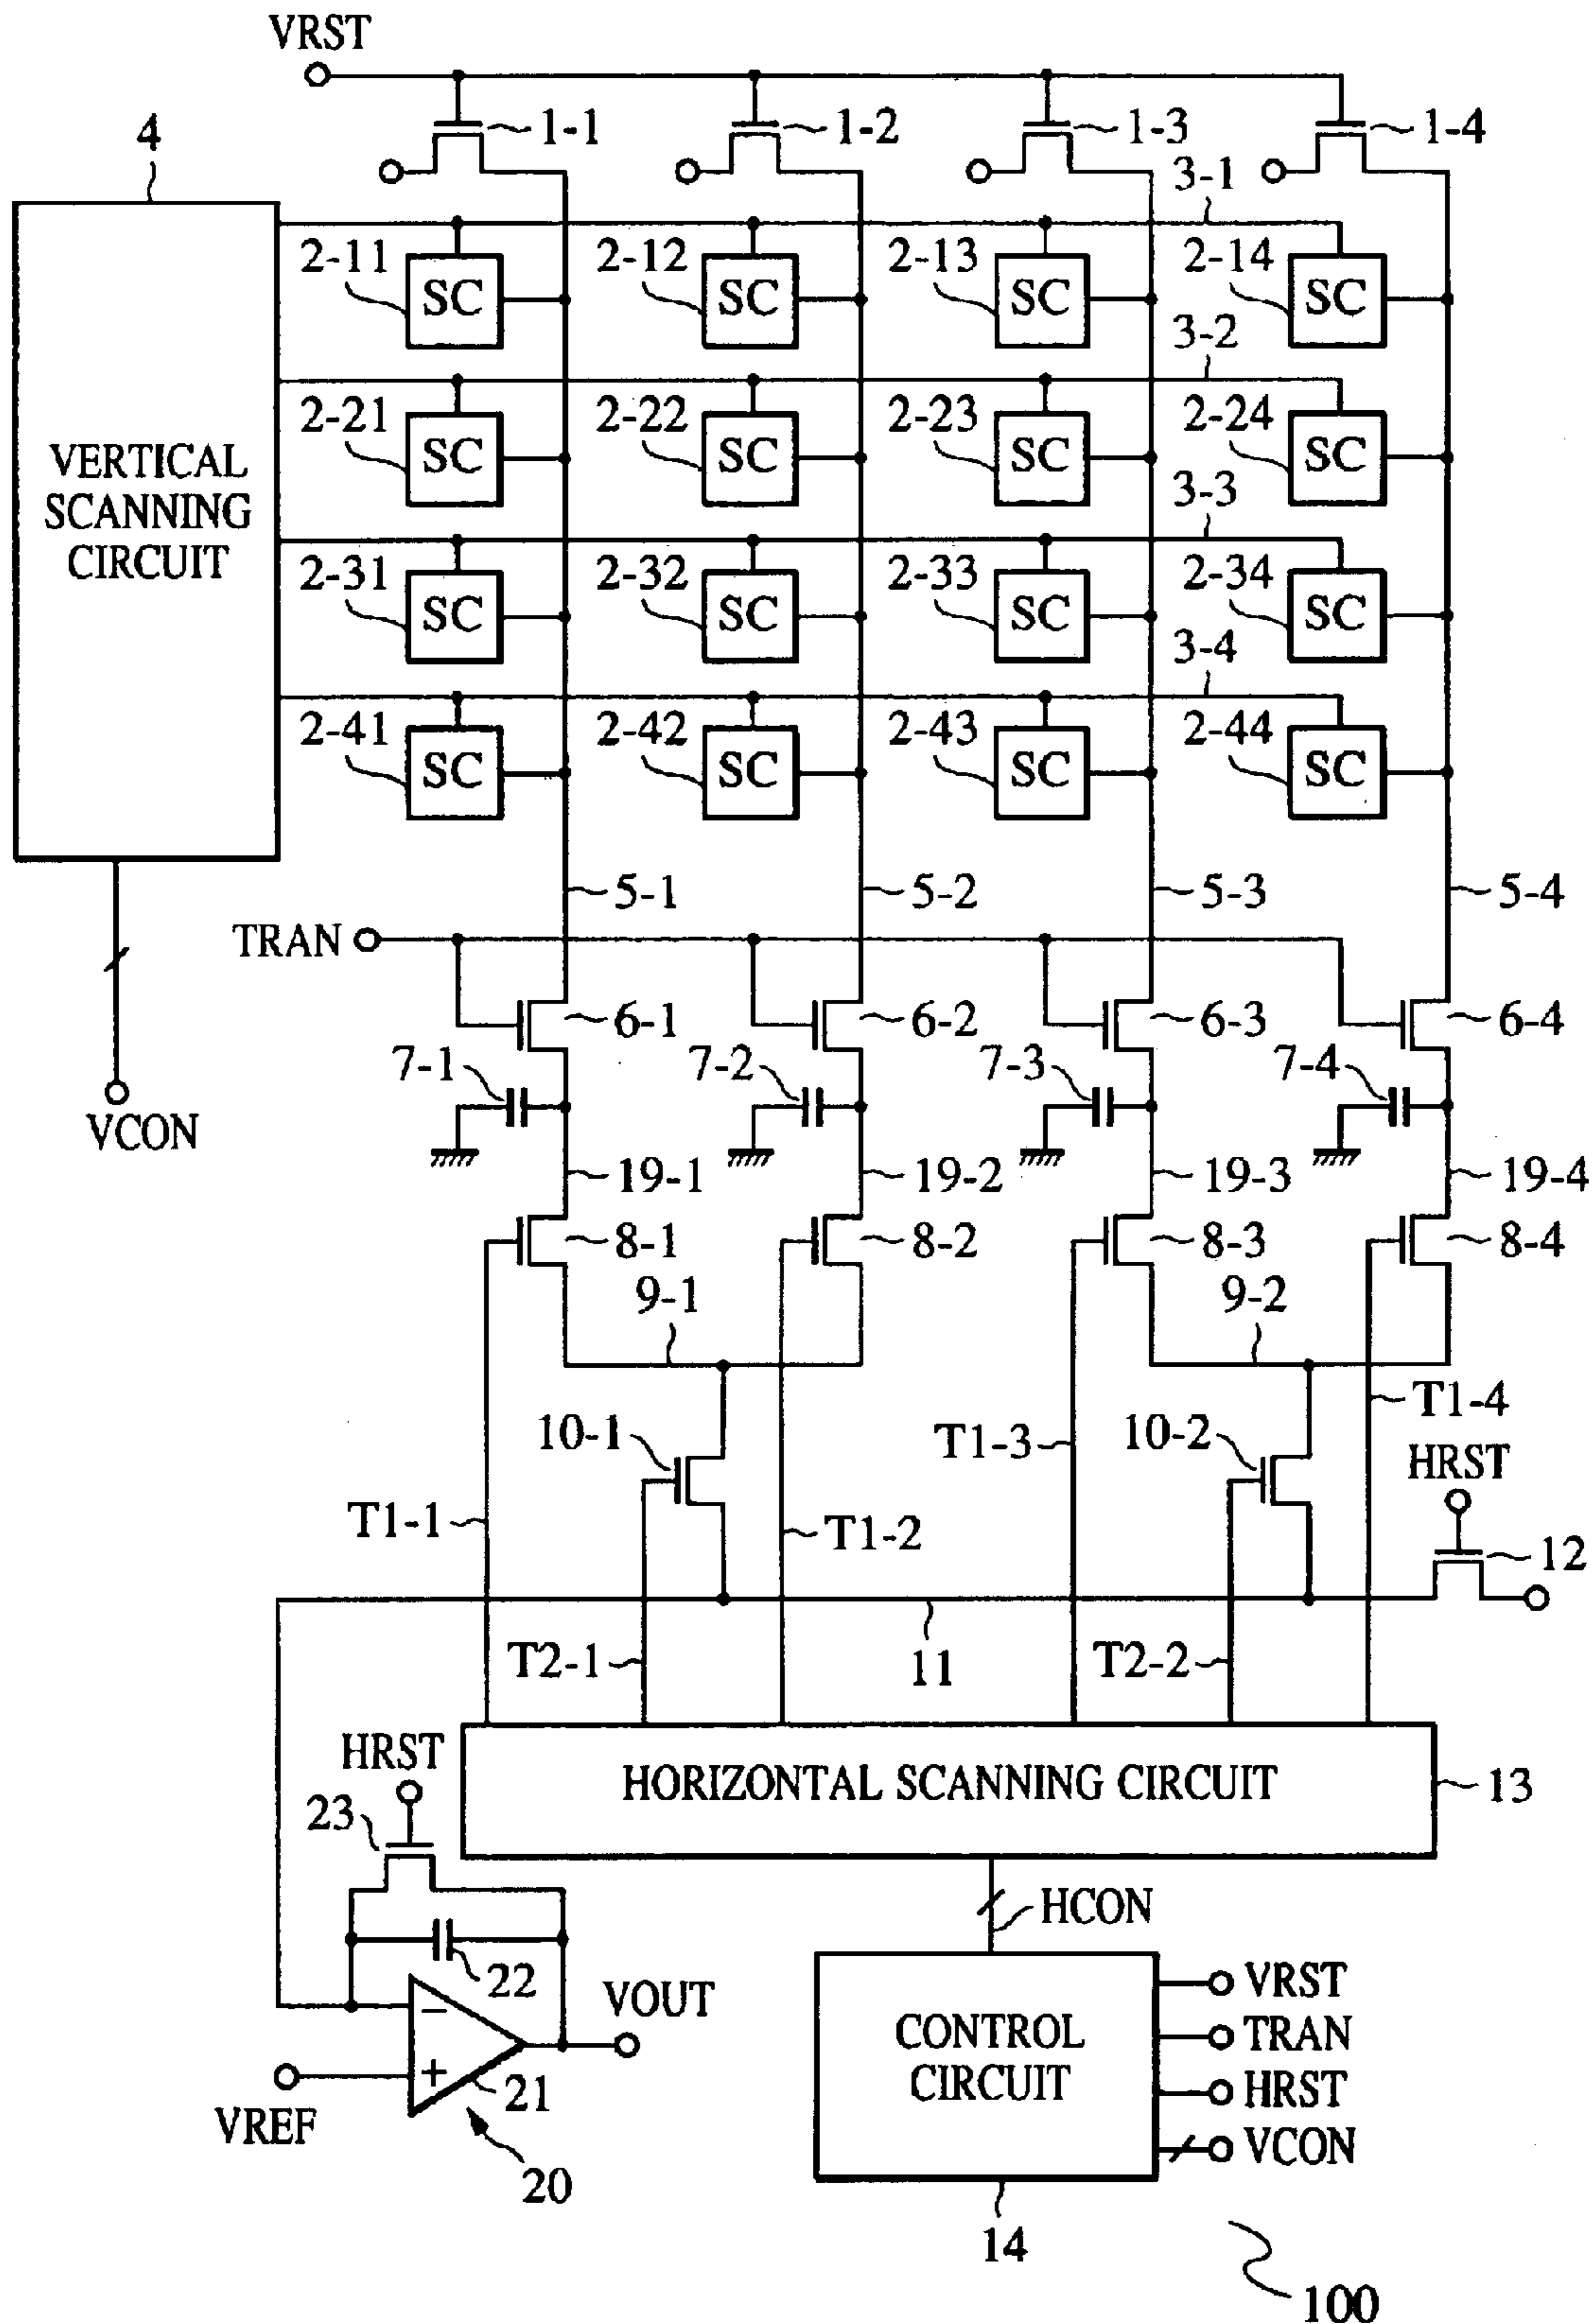 VRST
4
1-1
1-2
1-3
1-4
3-1
2-11
SC
2-12
SC
2-13
SC
2-14
SC
3-2
2-21
SC
2-22
SC
2-23
SC
2-24
SC
VERTICAL
SCANNING
CIRCUIT
3-3
2-31
SC
2-32
SC
2-33
SC
2-34
SC
3-4
2-41
SC
2-42
SC
2-43
SC
2-44
SC
5-1
5-2
5-3
5-4
TRAN
6-1
6-2
6-3
6-4
7-1
7-2
7-3
7-4
VCON
19-1
19-2
19-3
19-4
8-1
8-2
8-3
8-4
9-1
9-2
T1-4
10-1
T1-3
10-2
HRST
T1-1
T1-2
12
T2-1
11
T2-2
HRST
HORIZONTAL SCANNING CIRCUIT
13
23
HCON
22
VOUT
−
+
21
VREF
20
CONTROL
CIRCUIT
VRST
TRAN
HRST
VCON
14
100